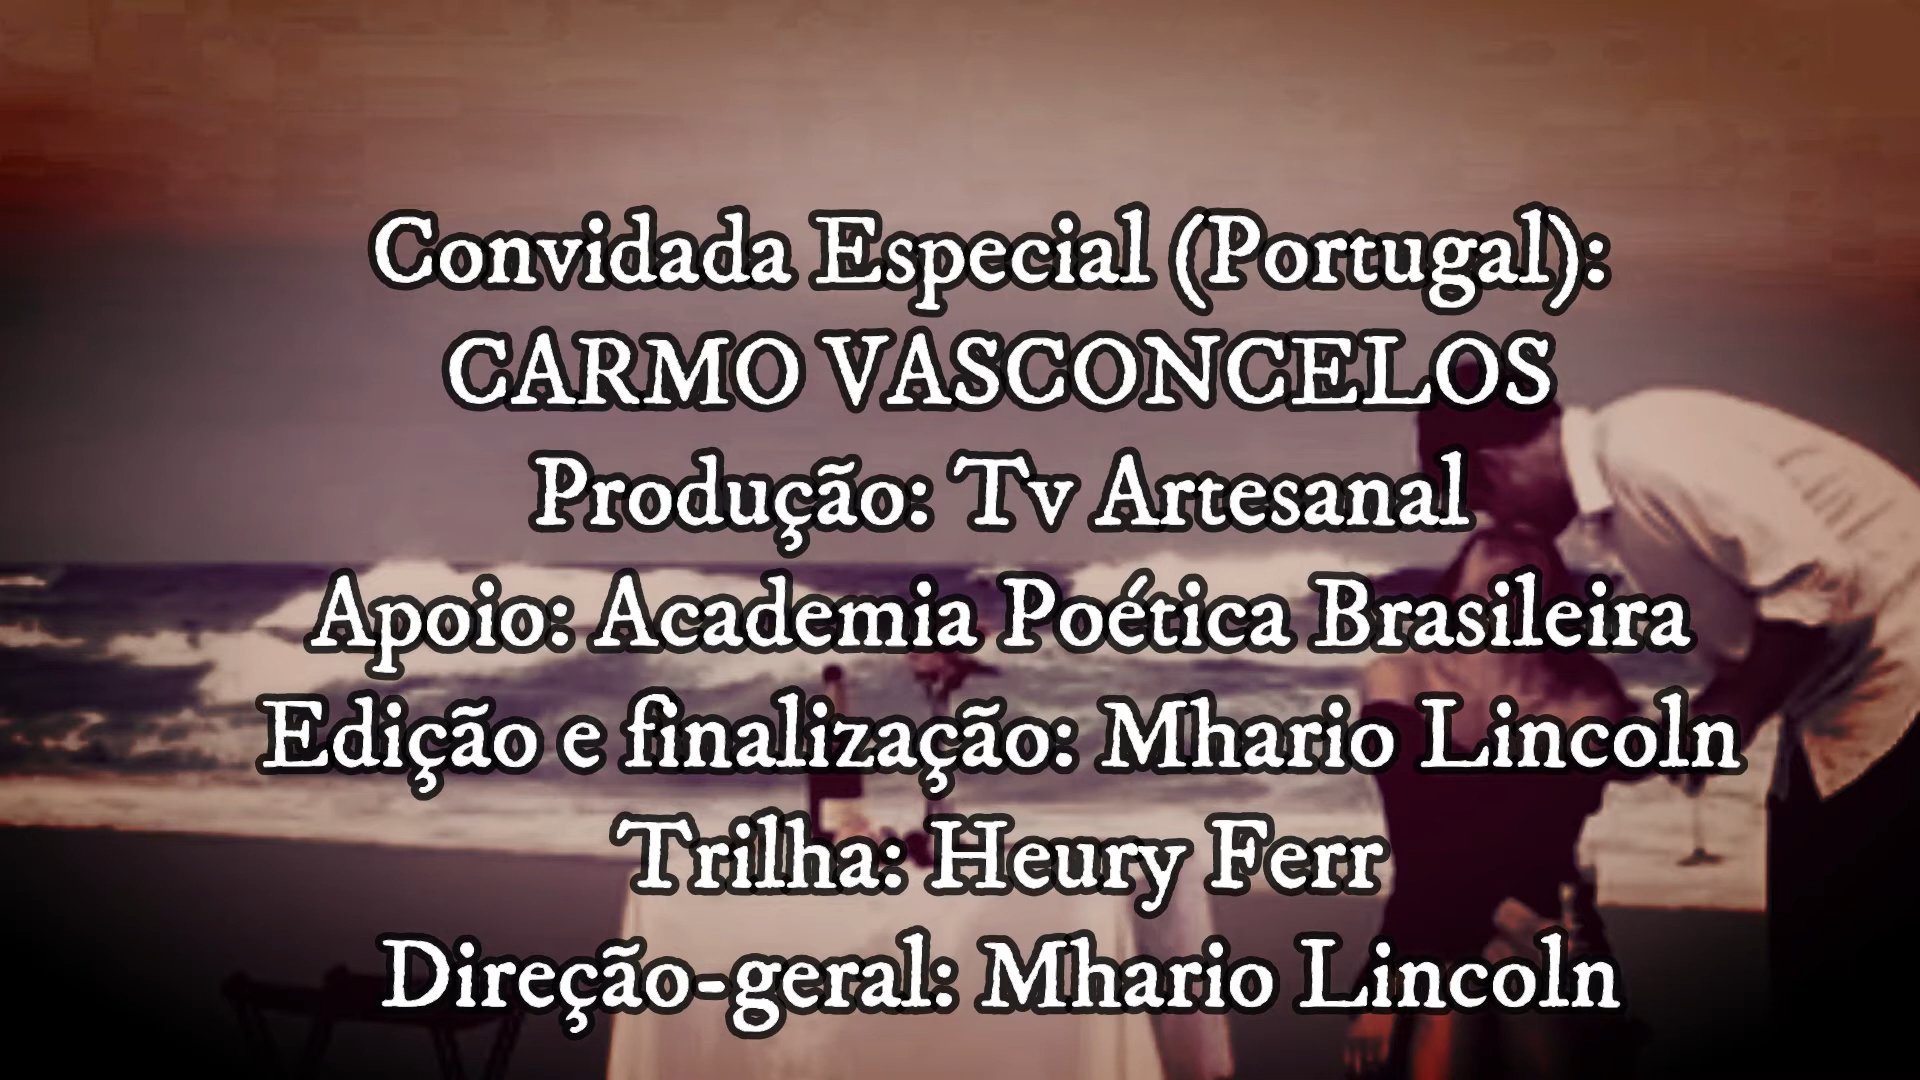 Convidada Especial (Portugal):
CARMO VASCONCELOS
Produção: Tv Artesanal
Apoio: Academia Poética Brasileira
Edição e finalização: Mhario Lincoln
Trilha: Heury Ferr
Direção-geral: Mhario Lincoln